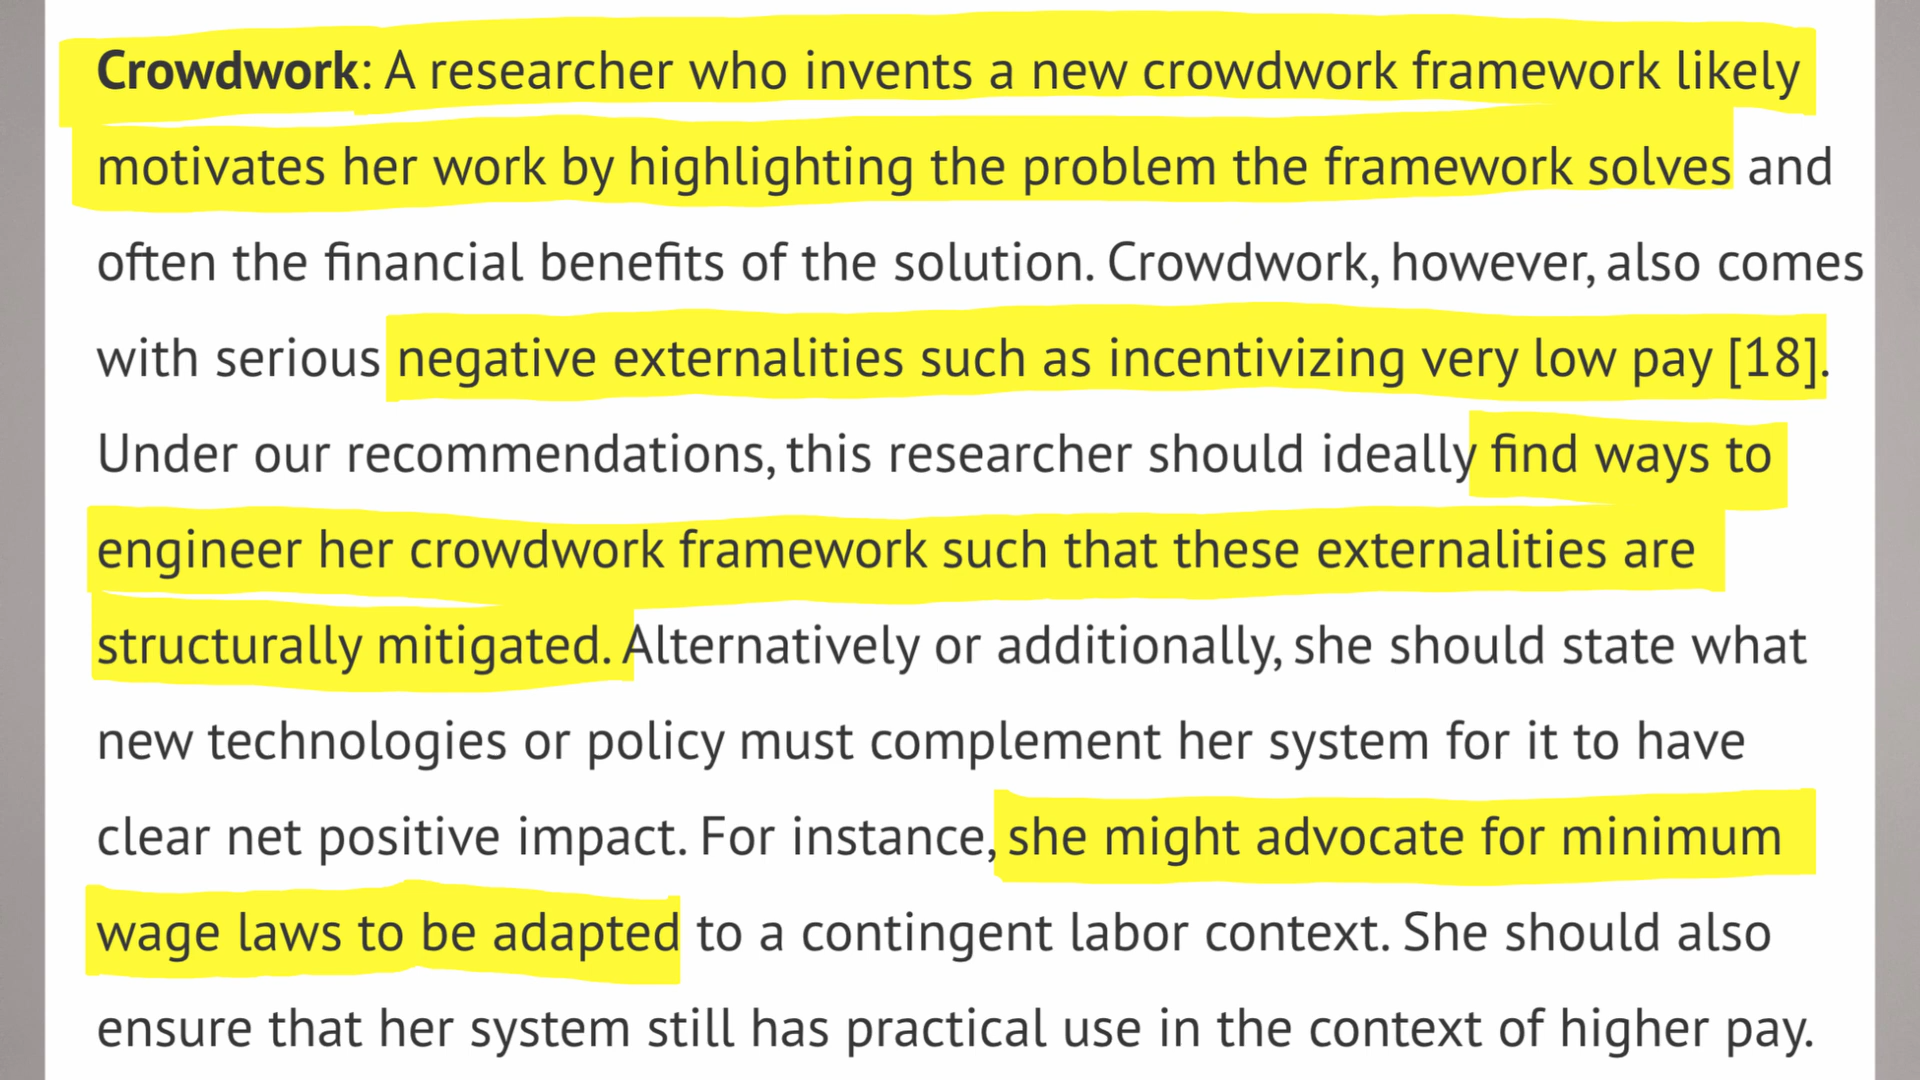 Crowdwork: A researcher who invents a new crowdwork framework likely
motivates her work by highlighting the problem the framework solves and
often the financial benefits of the solution. Crowdwork, however, also comes
with serious negative externalities such as incentivizing very low pay [18].
Under our recommendations, this researcher should ideally find ways to
engineer her crowdwork framework such that these externalities are
structurally mitigated. Alternatively or additionally, she should state what
new technologies or policy must complement her system for it to have
clear net positive impact. For instance, she might advocate for minimum
wage laws to be adapted to a contingent labor context. She should also
ensure that her system still has practical use in the context of higher pay.